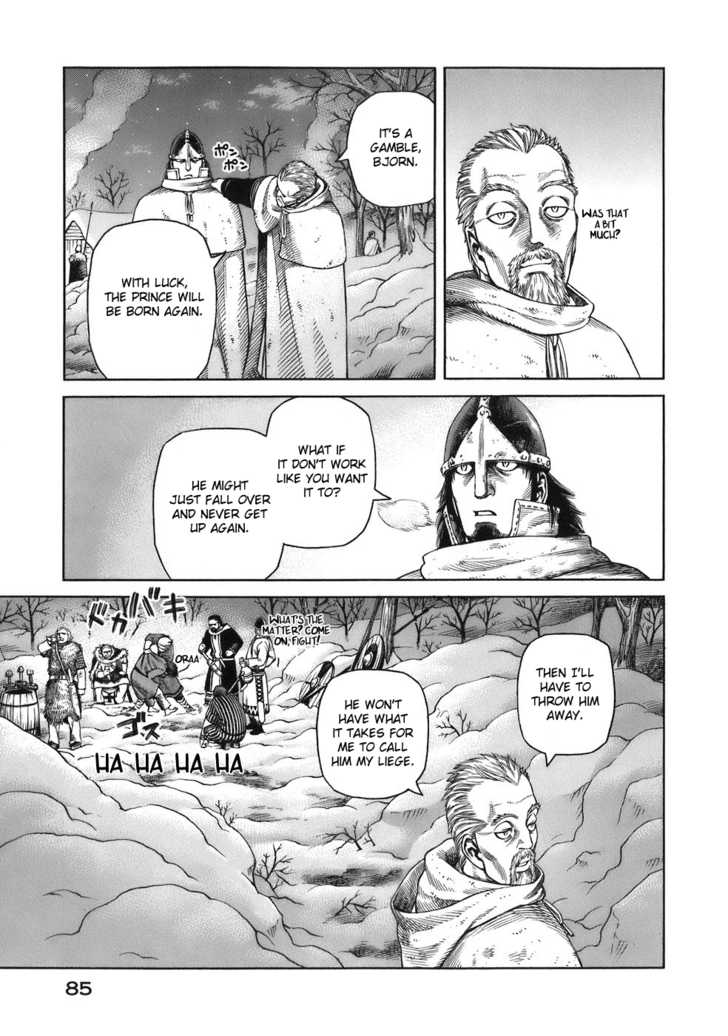 WAS THAT
A BIT
MUCH?
IT'S A
GAMBLE,
BJORN.
ポン
ポン
WITH LUCK,
THE PRINCE WILL
BE BORN AGAIN.
WHAT IF
IT DON'T WORK
LIKE YOU WANT
IT TO?
HE MIGHT
JUST FALL OVER
AND NEVER GET
UP AGAIN.
THEN I'LL
HAVE TO
THROW HIM
AWAY.
HE WON'T
HAVE WHAT
IT TAKES FOR
ME TO CALL
HIM MY LIEGE.
WHAT'S THE
MATTER? COME
ON, FIGHT!
ドカ
バキ
ORAA
ゴス
HA HA HA HA
85